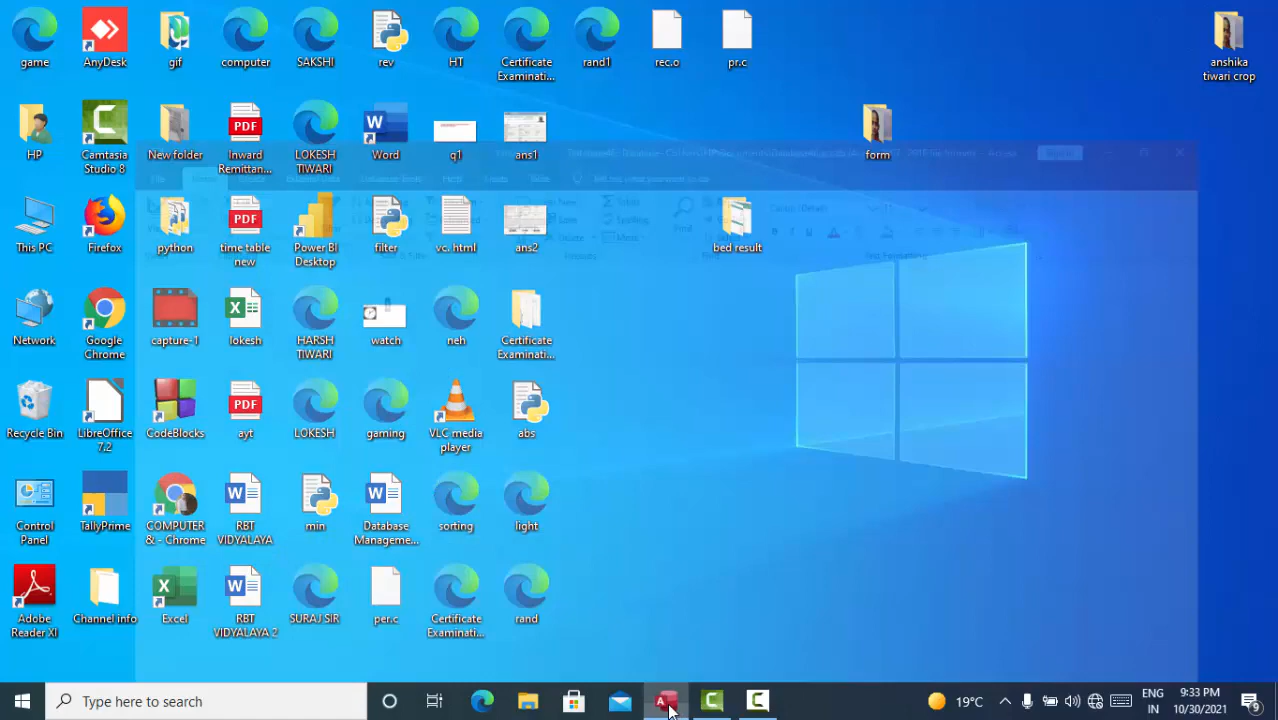 game
AnyDesk
gif
computer
SAKSHI
rev
HT
Certificate
Examinati...
rand1
rec.o
pr.c
anshika
tiwari crop
HP
Camtasia
Studio 8
New folder
Inward
Remittan...
LOKESH
TIWARI
Word
q1
ans1
form
This PC
Firefox
python
time table
new
Power BI
Desktop
filter
vc. html
ans2
bed result
Network
Google
Chrome
capture-1
lokesh
HARSH
TIWARI
watch
neh
Certificate
Examinati...
Recycle Bin
LibreOffice
7.2
CodeBlocks
ayt
LOKESH
gaming
VLC media
player
abs
Control
Panel
TallyPrime
COMPUTER
& - Chrome
RBT
VIDYALAYA
min
Database
Manageme...
sorting
light
Adobe
Reader XI
Channel info
Excel
RBT
VIDYALAYA 2
SURAJ SIR
per.c
Certificate
Examinati...
rand
Type here to search
19°C
ENG
IN
9:33 PM
10/30/2021
9